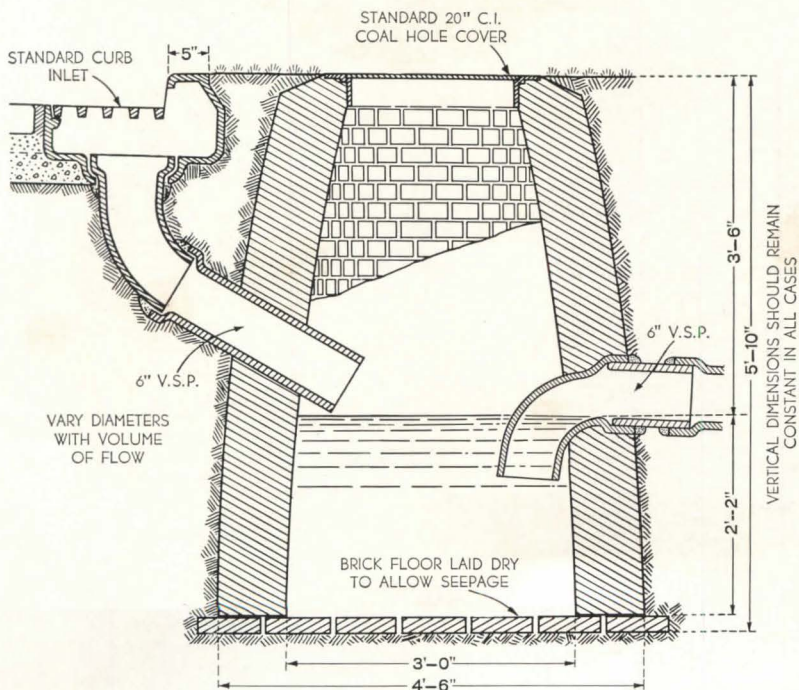 STANDARD 20" C.I.
COAL HOLE COVER
STANDARD CURB
INLET
5"
6" V.S.P.
VARY DIAMETERS
WITH VOLUME
OF FLOW
6" V.S.P.
BRICK FLOOR LAID DRY
TO ALLOW SEEPAGE
3'-6"
2'-2"
5'-10"
VERTICAL DIMENSIONS SHOULD REMAIN
CONSTANT IN ALL CASES
3'-0"
4'-6"